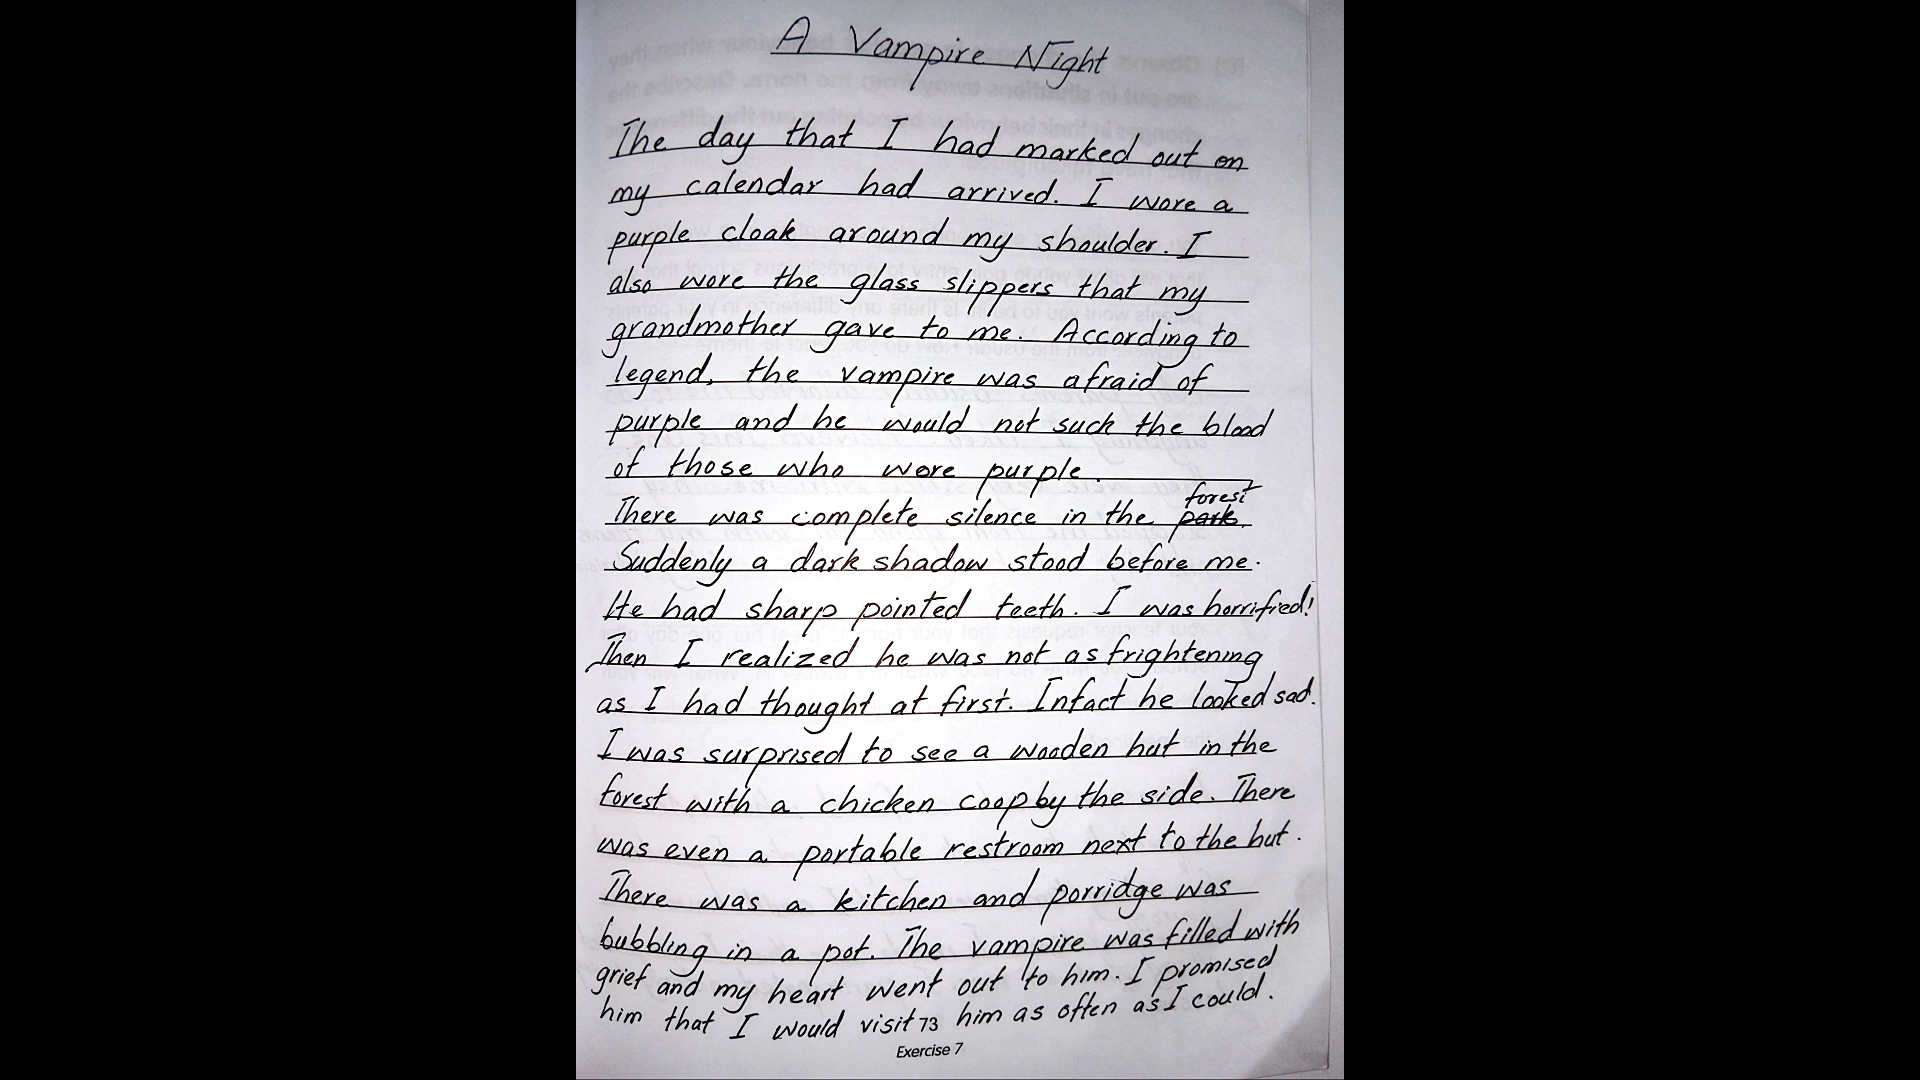 A Vampire Night
The day that I had marked out on
my calendar had arrived. I wore a
purple cloak around my shoulder. I
also wore the glass slippers that my
grandmother gave to me. According to
legend, the vampire was afraid of
purple and he would not suck the blood
of those who wore purple.
forest
There was complete silence in the park.
Suddenly a dark shadow stood before me.
He had sharp pointed teeth. I was horrified!
Then I realized he was not as frightening
as I had thought at first. Infact he looked sad.
I was surprised to see a wooden hut in the
forest with a chicken coop by the side. There
was even a portable restroom next to the hut.
There was a kitchen and porridge was
bubbling in a pot. The vampire was filled with
grief and my heart went out to him. I promised
him that I would visit him as often as I could.
73
Exercise 7